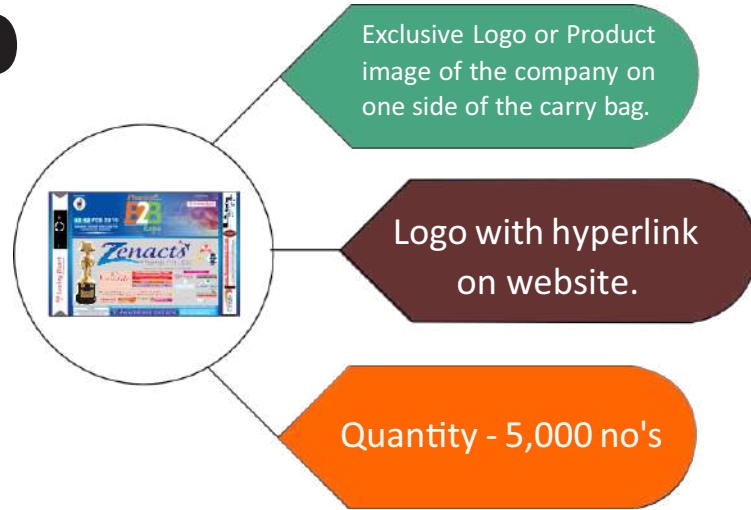 Exclusive Logo or Product
image of the company on
one side of the carry bag.
B2B
Expo
Zenacts
Logo with hyperlink
on website.
Quantity - 5,000 no's